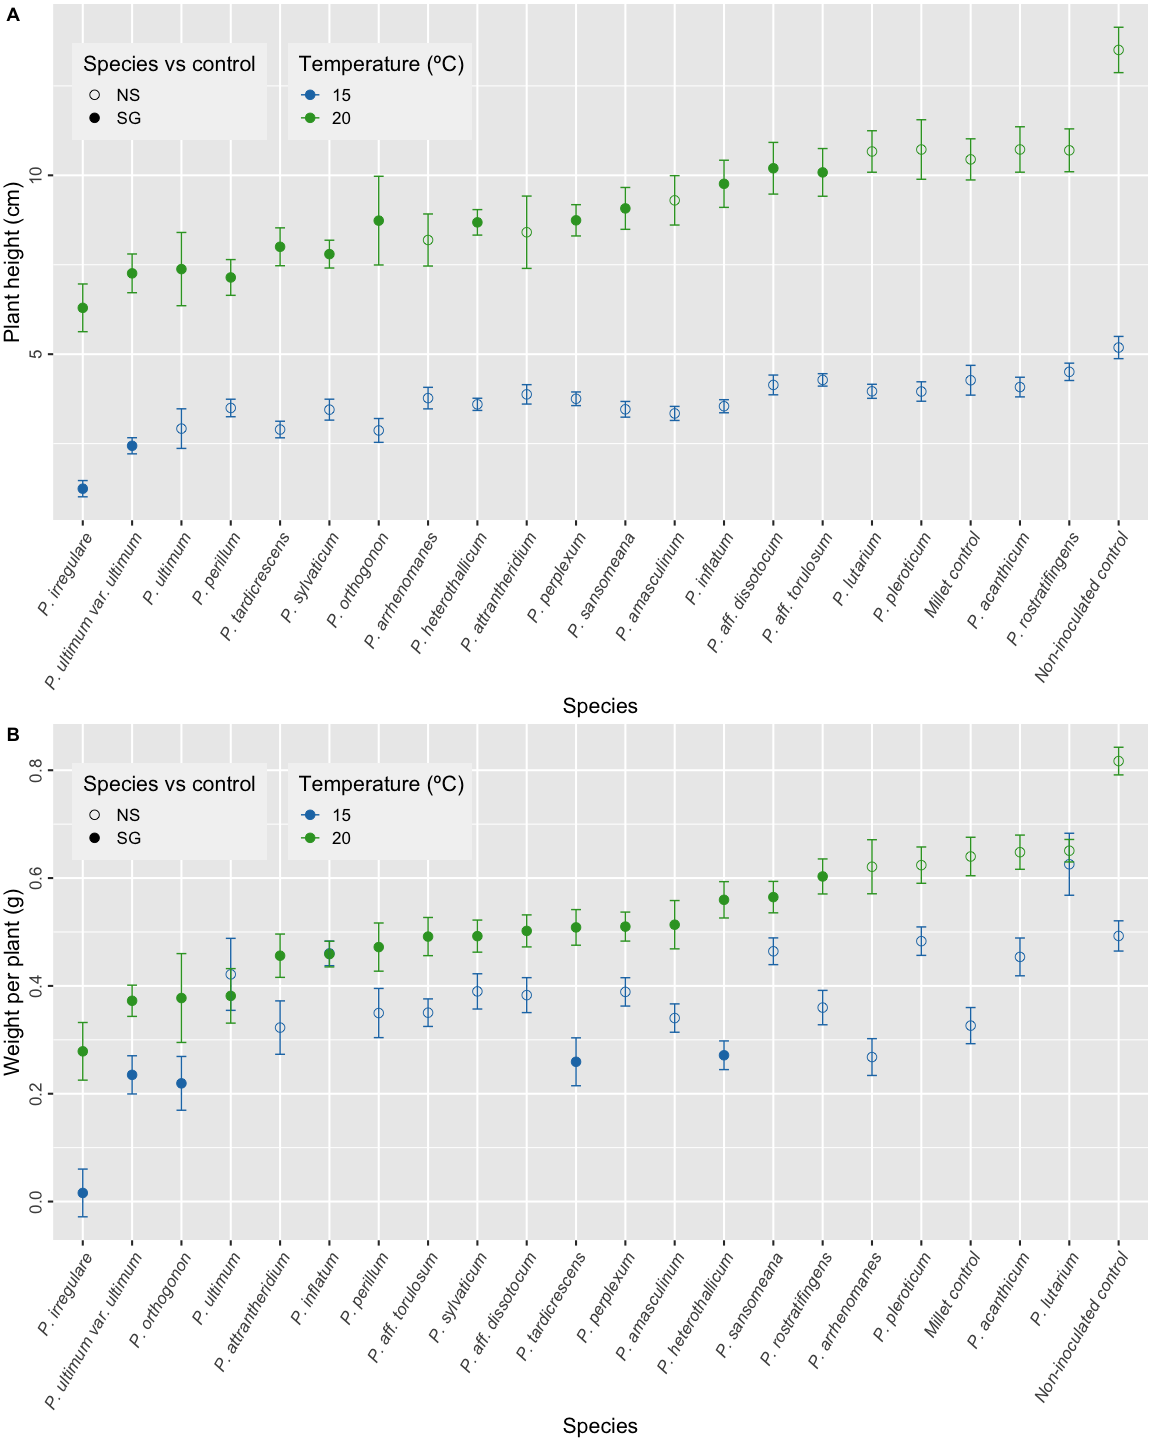 A
Species vs control
NS
SG
Temperature (ºC)
15
20
Plant height (cm)
10
5
P. irregulare
P. ultimum var. ultimum
P. ultimum
P. perillum
P. tardicrescens
P. sylvaticum
P. orthogonon
P. arrhenomanes
P. heterothallicum
P. attrantheridium
P. perplexum
P. sansomeana
P. amasculinum
P. inflatum
P. aff. dissotocum
P. aff. torulosum
P. lutarium
P. pleroticum
Millet control
P. acanthicum
P. rostratifingens
Non-inoculated control
Species
B
Species vs control
NS
SG
Temperature (ºC)
15
20
Weight per plant (g)
0.8
0.6
0.4
0.2
0.0
P. irregulare
P. ultimum var. ultimum
P. orthogonon
P. ultimum
P. attrantheridium
P. inflatum
P. perillum
P. aff. torulosum
P. sylvaticum
P. aff. dissotocum
P. tardicrescens
P. perplexum
P. amasculinum
P. heterothallicum
P. sansomeana
P. rostratifingens
P. arrhenomanes
P. pleroticum
Millet control
P. acanthicum
P. lutarium
Non-inoculated control
Species